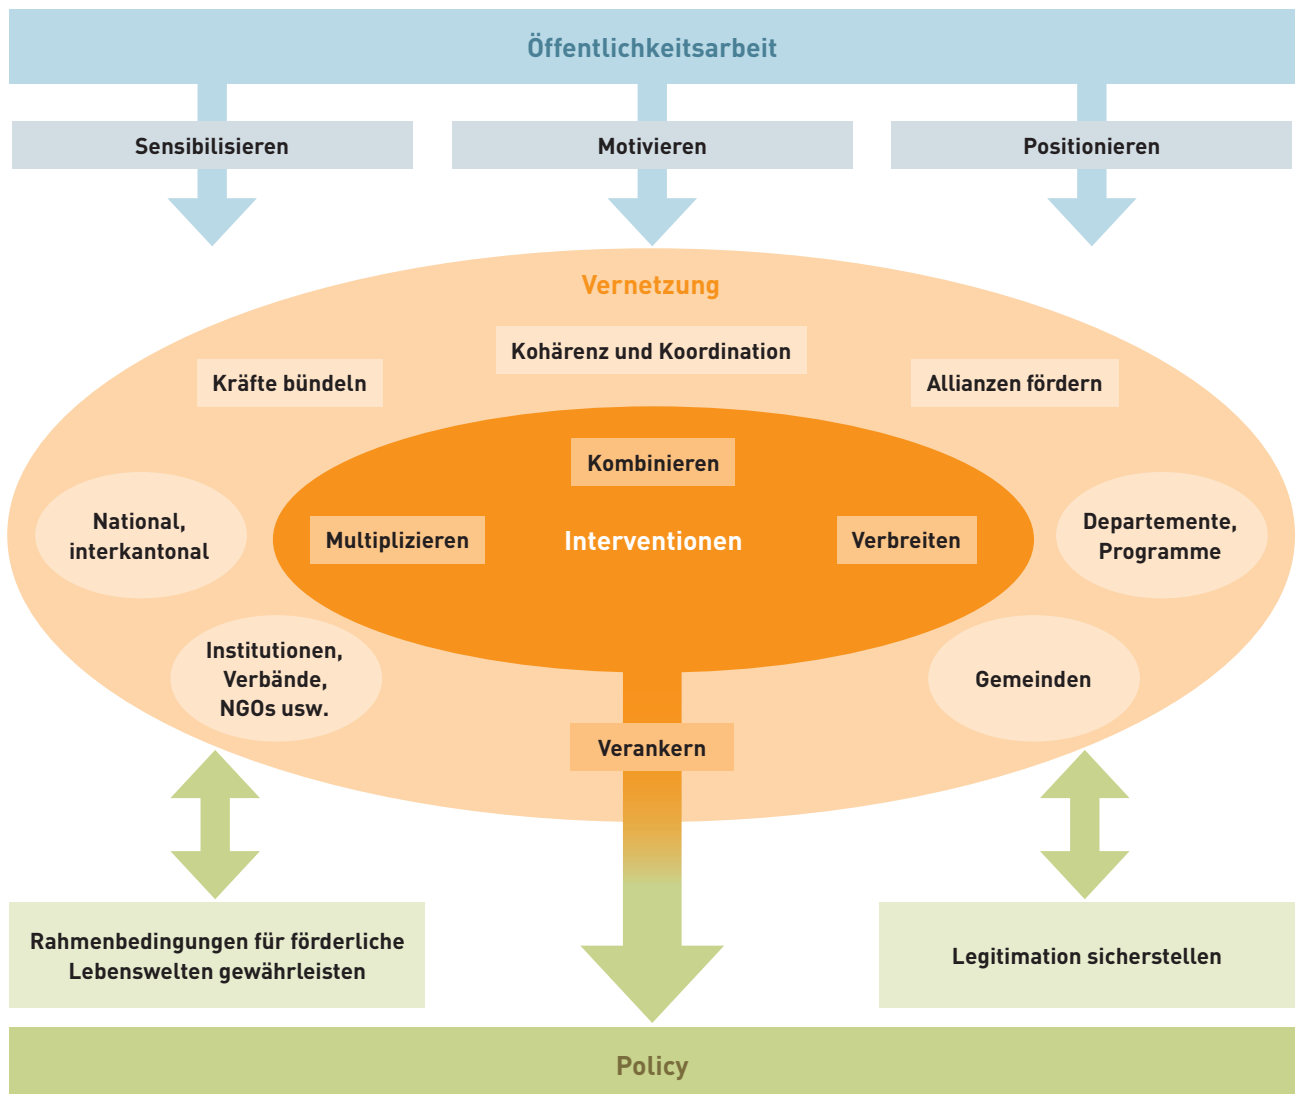 Öffentlichkeitsarbeit
Sensibilisieren
Motivieren
Positionieren
Vernetzung
Kohärenz und Koordination
Kräfte bündeln
Allianzen fördern
Kombinieren
National,
interkantonal
Multiplizieren
Interventionen
Verbreiten
Departemente,
Programme
Institutionen,
Verbände,
NGOs usw.
Gemeinden
Verankern
Rahmenbedingungen für förderliche
Lebenswelten gewährleisten
Legitimation sicherstellen
Policy